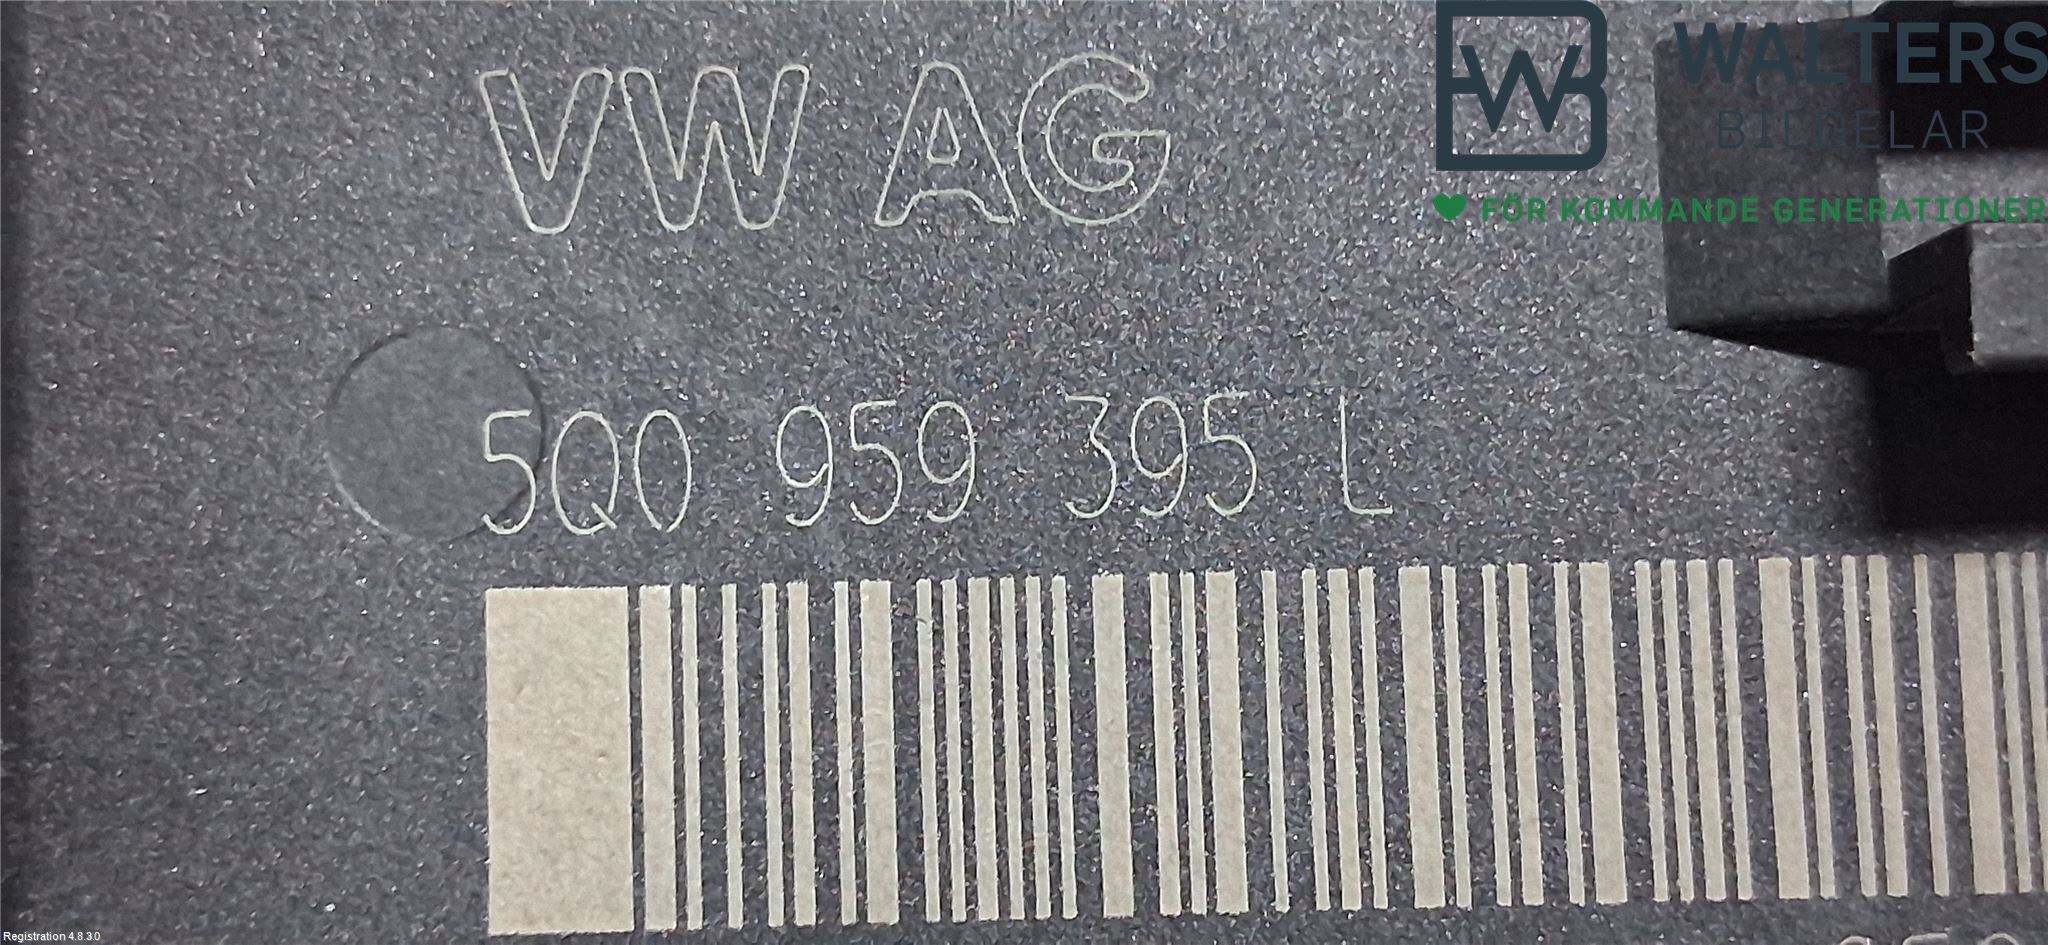 VW AG
WALTERS
BILDELAR
FÖR KOMMANDE GENERATIONER
5Q0 959 395 L
Registration 4.8.3.0